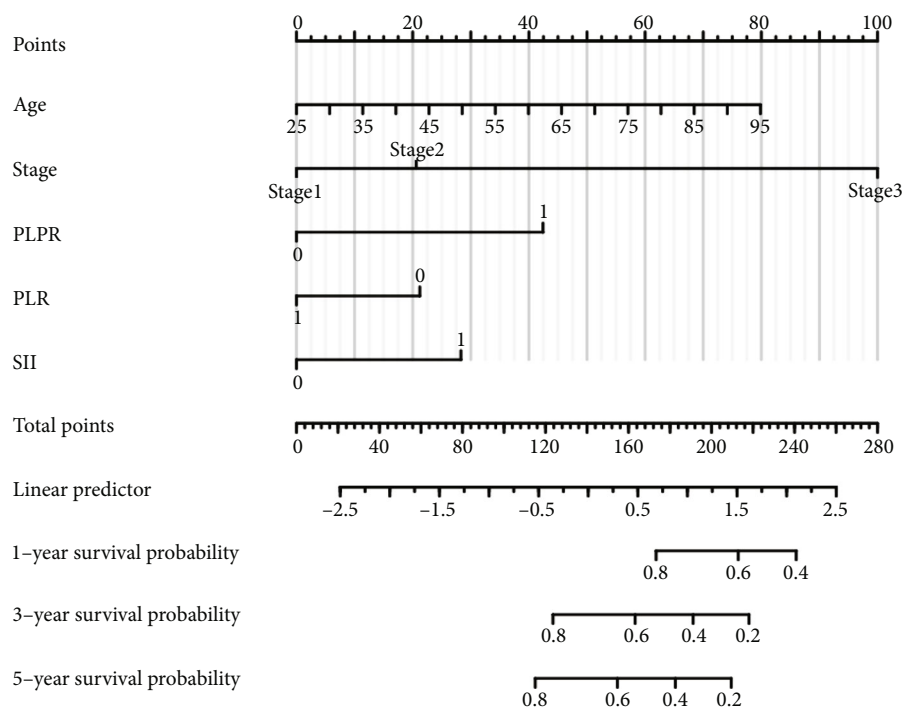 0 20 40 60 80 100
Points
Age
25 35 45 55 65 75 85 95
Stage2
Stage
Stage1 Stage3
1
PLPR
0
0
PLR
1
1
SII
0
Total points
0 40 80 120 160 200 240 280
Linear predictor
−2.5 −1.5 −0.5 0.5 1.5 2.5
1−year survival probability
0.8 0.6 0.4
3−year survival probability
0.8 0.6 0.4 0.2
5−year survival probability
0.8 0.6 0.4 0.2